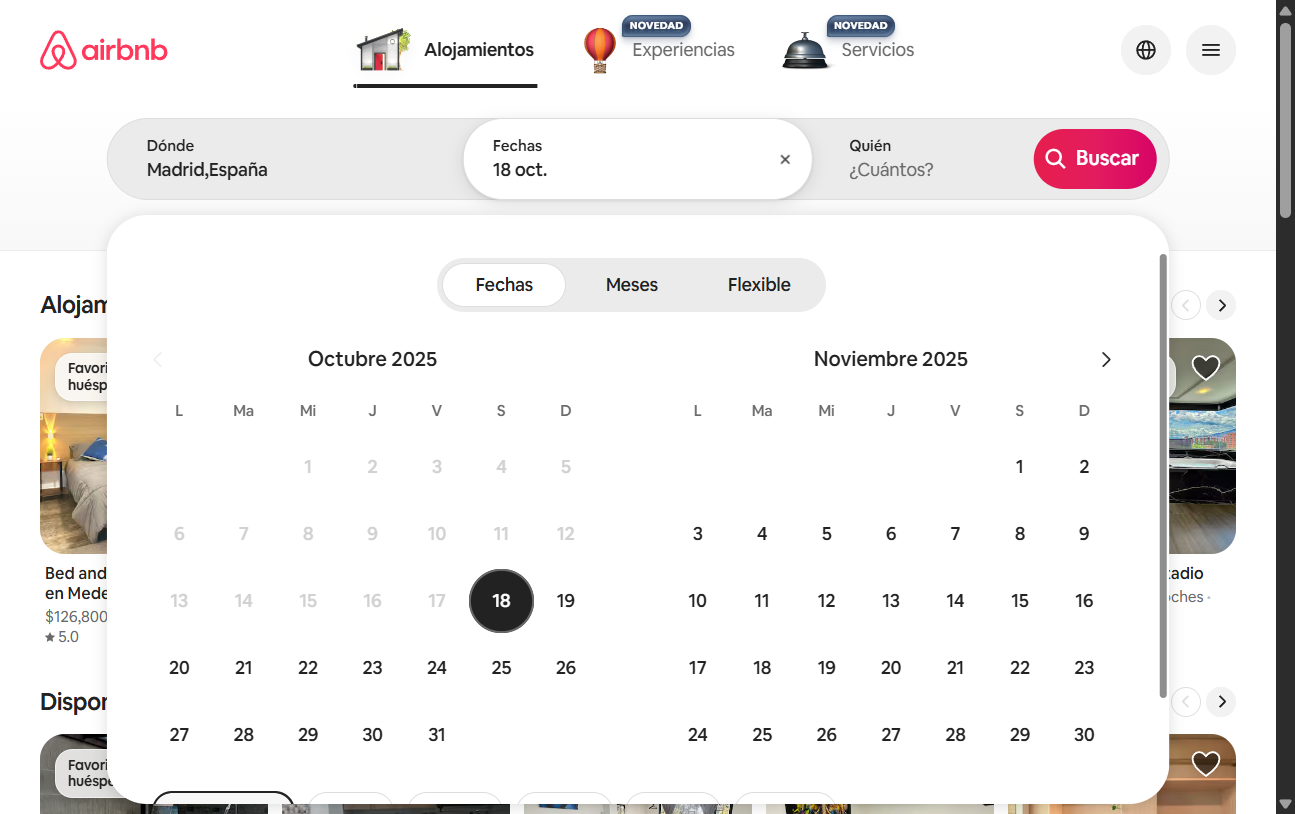 airbnb
Alojamientos
NOVEDAD
Experiencias
NOVEDAD
Servicios
Dónde
Madrid,España
Fechas
18 oct.
Quién
¿Cuántos?
Buscar
Fechas
Meses
Flexible
Alojam
Octubre 2025
Noviembre 2025
L Ma Mi J V S D
L Ma Mi J V S D
1 2 3 4 5
1 2
6 7 8 9 10 11 12
3 4 5 6 7 8 9
13 14 15 16 17 18 19
10 11 12 13 14 15 16
20 21 22 23 24 25 26
17 18 19 20 21 22 23
27 28 29 30 31
24 25 26 27 28 29 30
Favori
huésp
Bed and
en Mede
$126,800
5.0
tadio
oches ·
Dispor
Favori
huéspe